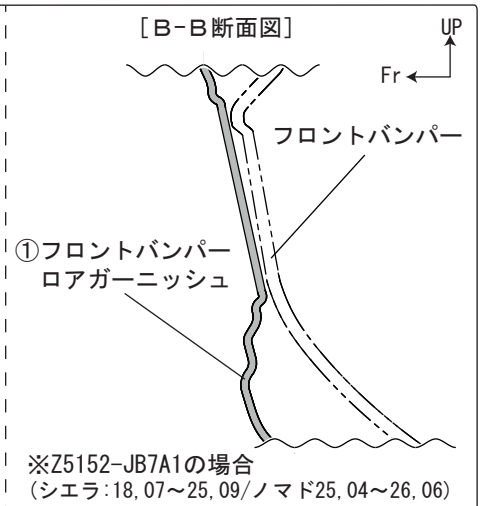 [B-B断面図]
UP
Fr
フロントバンパー
①フロントバンパー
ロアガーニッシュ
※Z5152-JB7A1の場合
(シエラ:18,07～25,09/ノマド25,04～26,06)